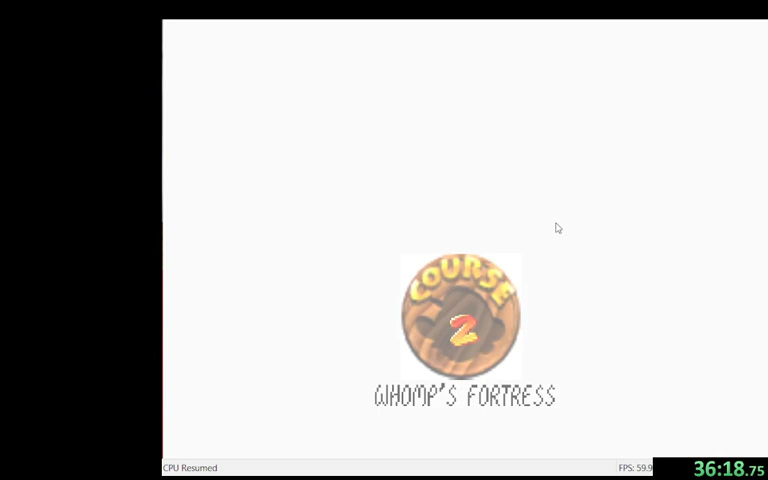 COURSE
2
WHOMP'S FORTRESS
CPU Resumed
FPS: 59.9
36:18.75